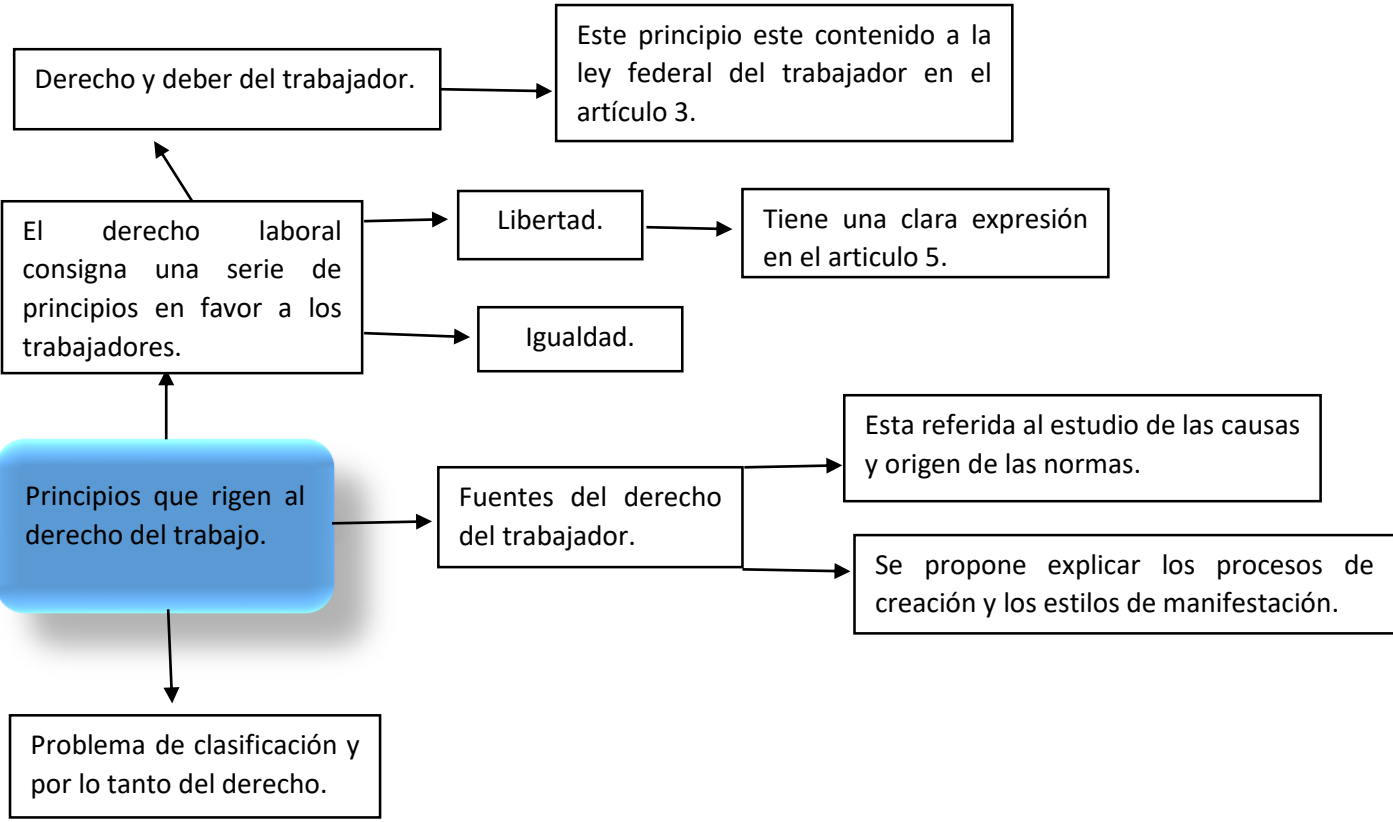 Derecho y deber del trabajador.
Este principio este contenido a la
ley federal del trabajador en el
artículo 3.
El derecho laboral
consigna una serie de
principios en favor a los
trabajadores.
Libertad.
Tiene una clara expresión
en el articulo 5.
Igualdad.
Principios que rigen al
derecho del trabajo.
Fuentes del derecho
del trabajador.
Esta referida al estudio de las causas
y origen de las normas.
Se propone explicar los procesos de
creación y los estilos de manifestación.
Problema de clasificación y
por lo tanto del derecho.